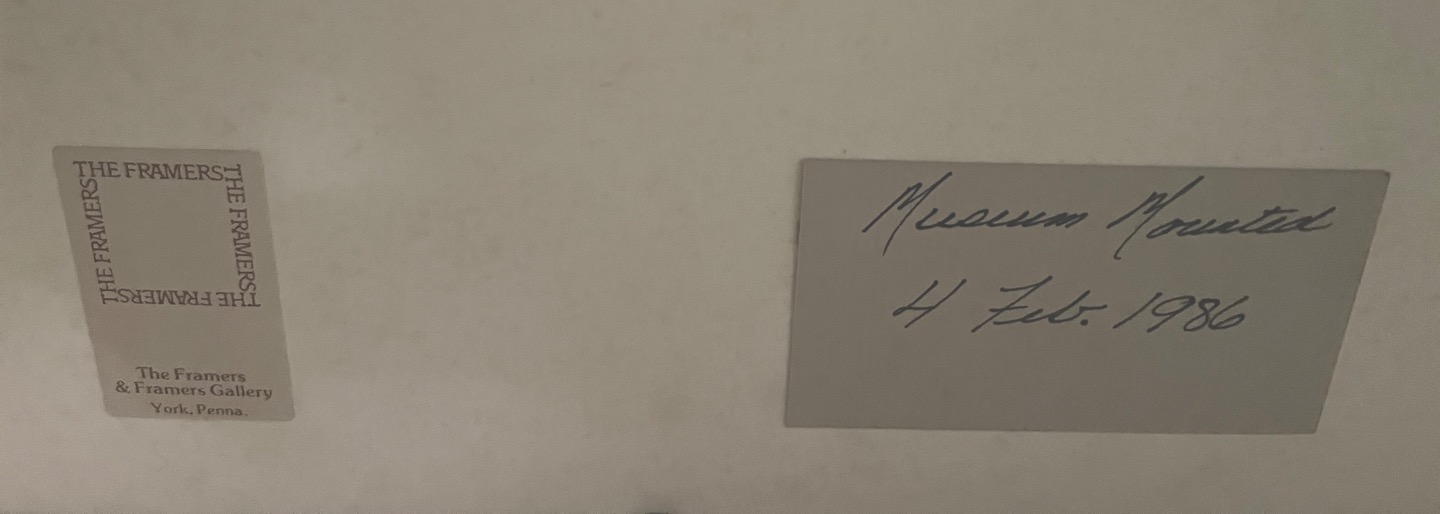 THE FRAMERS
THE FRAMERS
THE FRAMERS
THE FRAMERS
The Framers
& Framers Gallery
York, Penna.
Museum Mounted
4 Feb. 1986